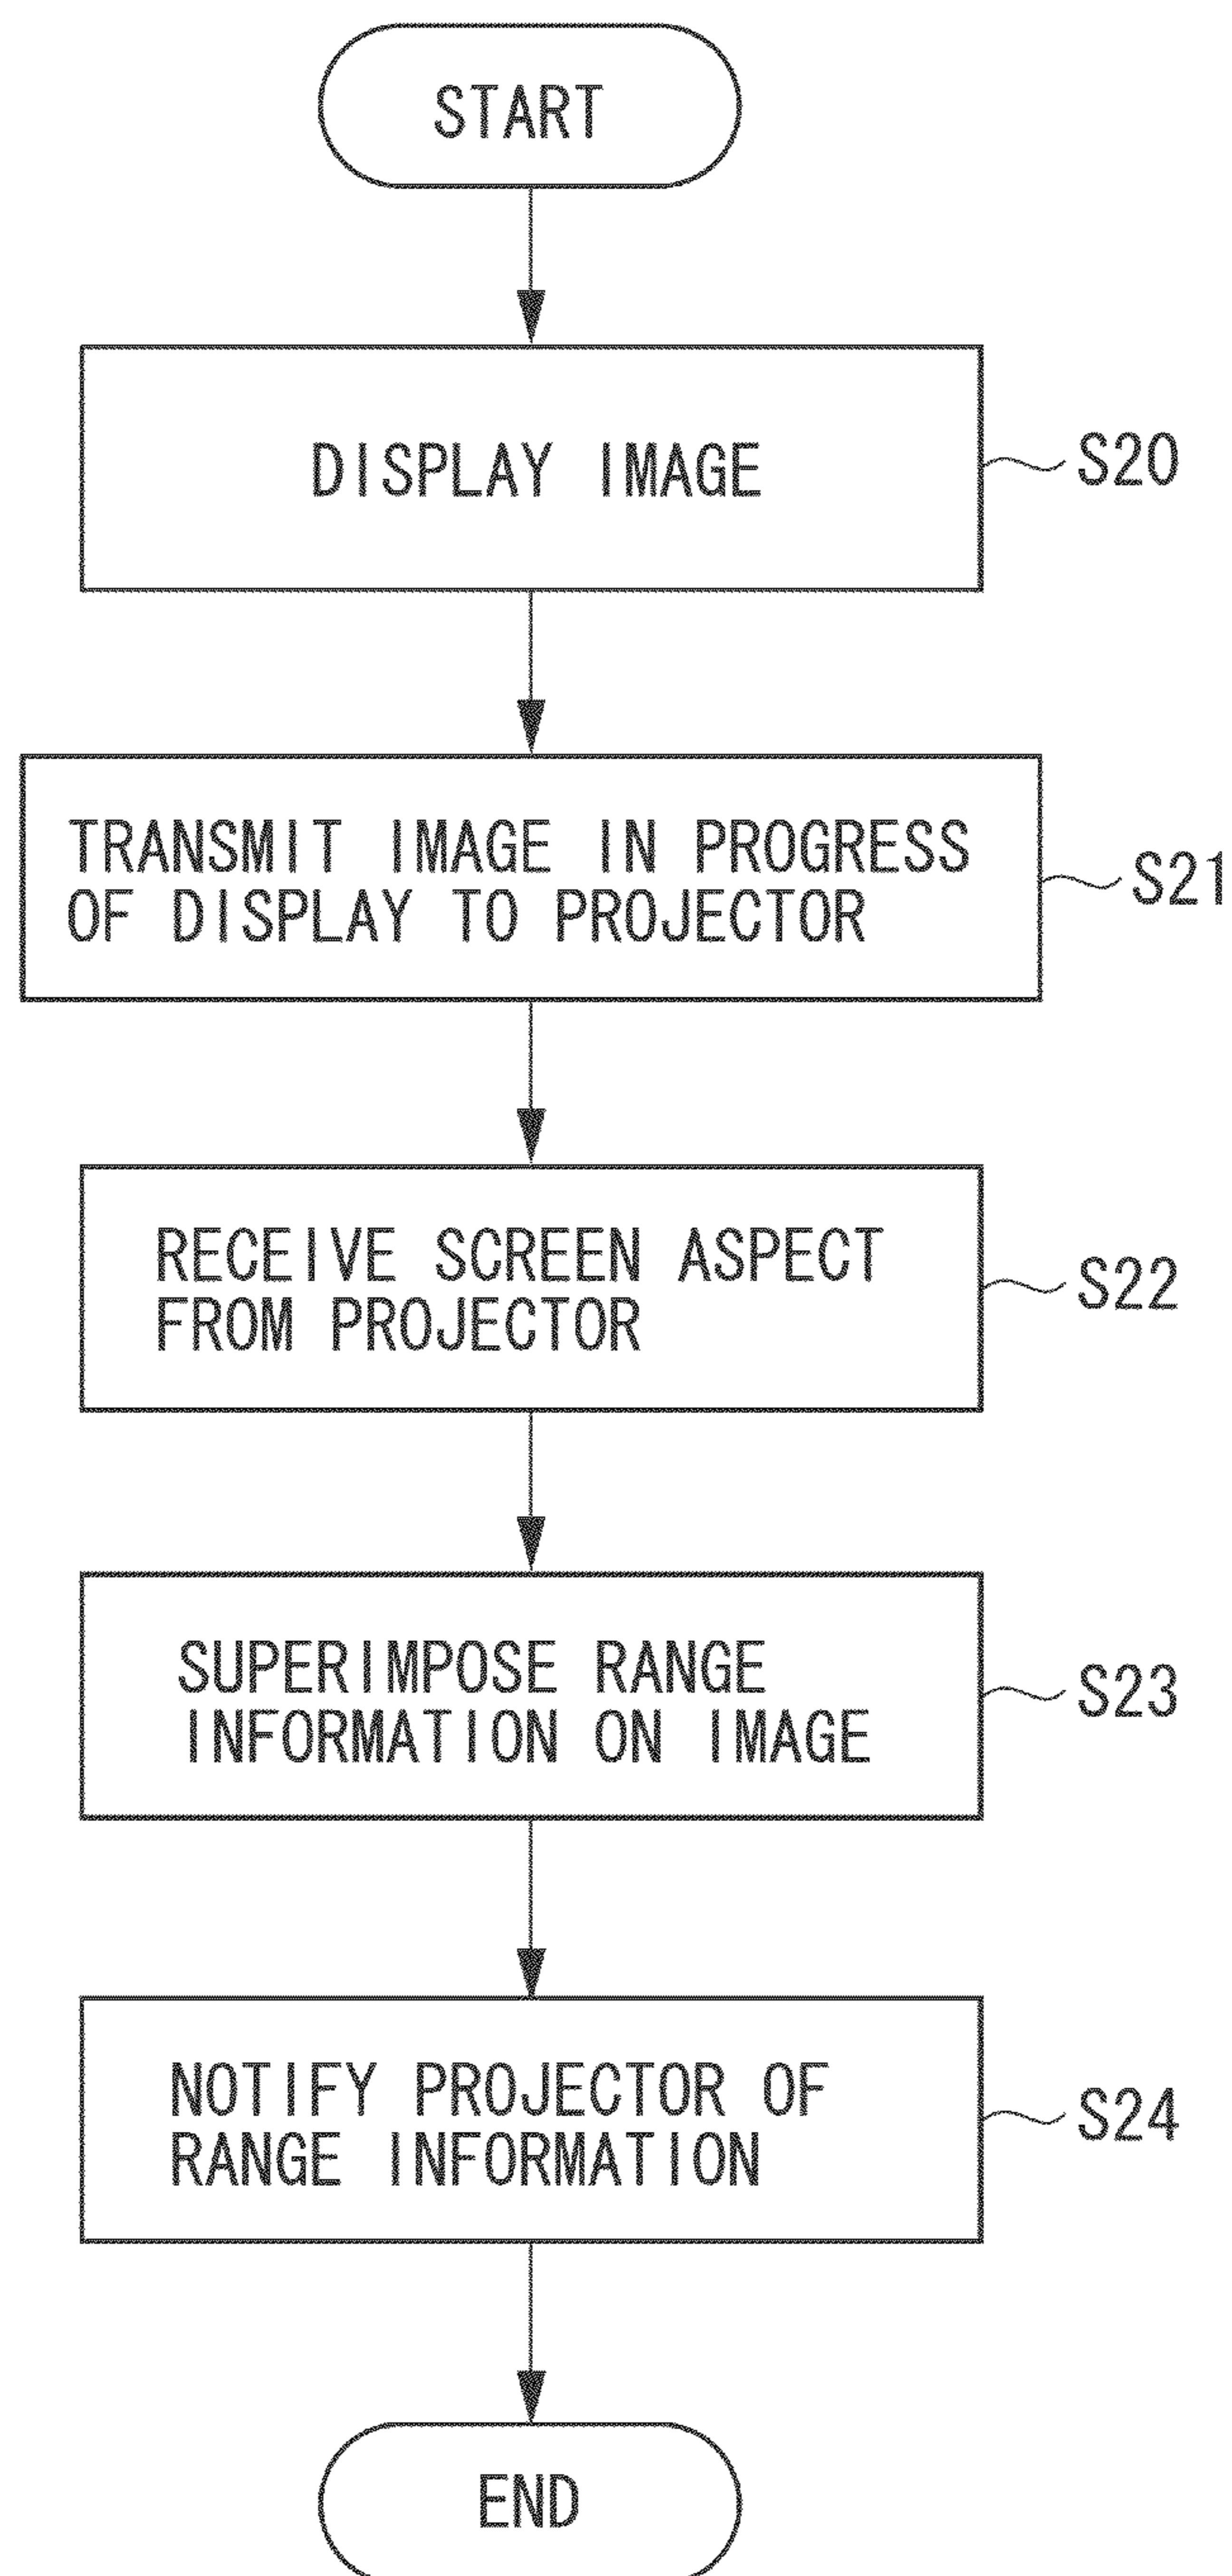 START
DISPLAY IMAGE
S20
TRANSMIT IMAGE IN PROGRESS
OF DISPLAY TO PROJECTOR
S21
RECEIVE SCREEN ASPECT
FROM PROJECTOR
S22
SUPERIMPOSE RANGE
INFORMATION ON IMAGE
S23
NOTIFY PROJECTOR OF
RANGE INFORMATION
S24
END